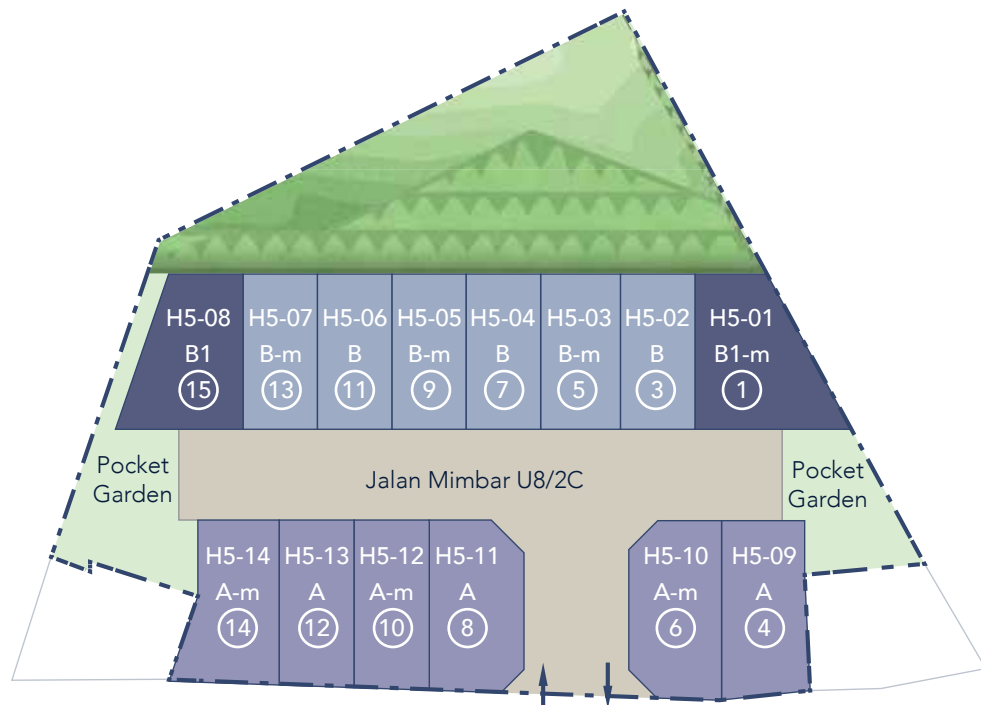 H5-08 H5-07 H5-06 H5-05 H5-04 H5-03 H5-02 H5-01
B1 B-m B B-m B B-m B B1-m
15 13 11 9 7 5 3 1
Pocket
Garden
Jalan Mimbar U8/2C
Pocket
Garden
H5-14 H5-13 H5-12 H5-11 H5-10 H5-09
A-m A A-m A A-m A
14 12 10 8 6 4